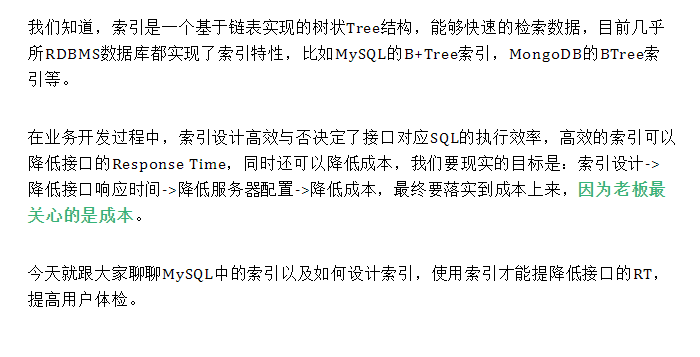 我们知道，索引是一个基于链表实现的树状Tree结构，能够快速的检索数据，目前几乎
所RDBMS数据库都实现了索引特性，比如MySQL的B+Tree索引，MongoDB的BTree索
引等。
在业务开发过程中，索引设计高效与否决定了接口对应SQL的执行效率，高效的索引可以
降低接口的Response Time，同时还可以降低成本，我们要现实的目标是：索引设计->
降低接口响应时间->降低服务器配置->降低成本，最终要落实到成本上来，因为老板最
关心的是成本。
今天就跟大家聊聊MySQL中的索引以及如何设计索引，使用索引才能提降低接口的RT，
提高用户体检。